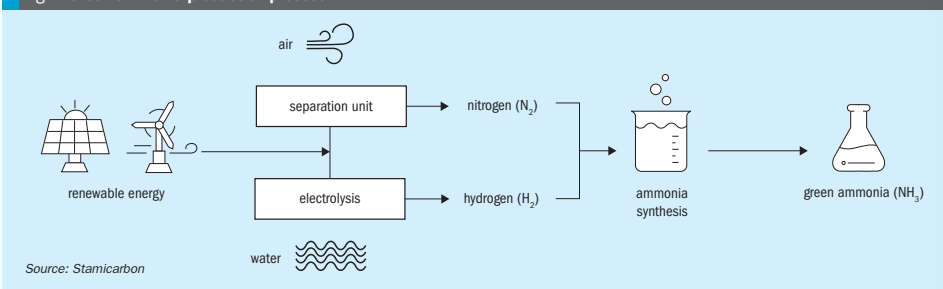 air
separation unit
nitrogen (N₂)
renewable energy
electrolysis
hydrogen (H₂)
ammonia
synthesis
green ammonia (NH₃)
water
Source: Stamicarbon